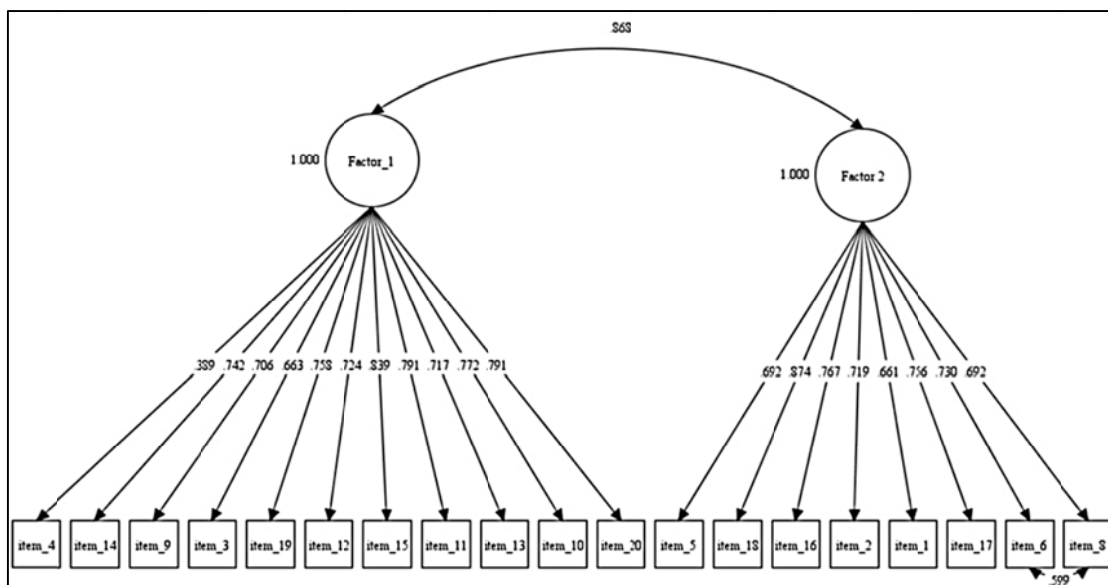 .868
1.000 Factor_1
1.000 Factor 2
.389 .742 .706 .663 .758 .724 .839 .791 .717 .772 .791 .692 .874 .767 .719 .661 .756 .730 .692
item_4 item_14 item_9 item_3 item_19 item_12 item_15 item_11 item_13 item_10 item_20 item_5 item_18 item_16 item_2 item_1 item_17 item_6 item_8
.599